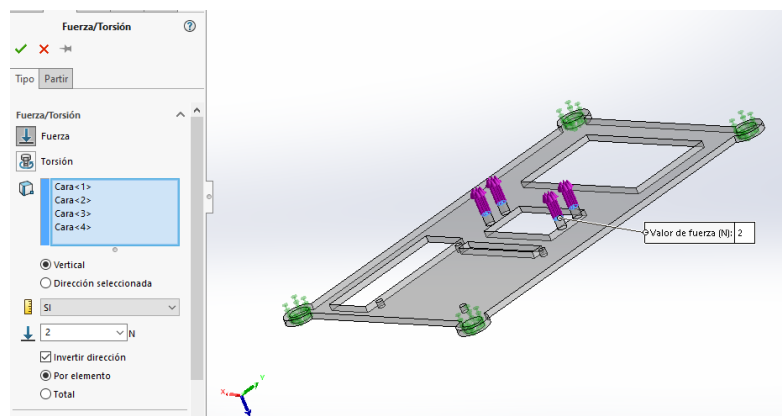 Fuerza/Torsión
Tipo Partir
Fuerza/Torsión
Fuerza
Torsión
Cara<1>
Cara<2>
Cara<3>
Cara<4>
Vertical
Dirección seleccionada
SI
2 N
Invertir dirección
Por elemento
Total
Valor de fuerza (N): 2
X Y